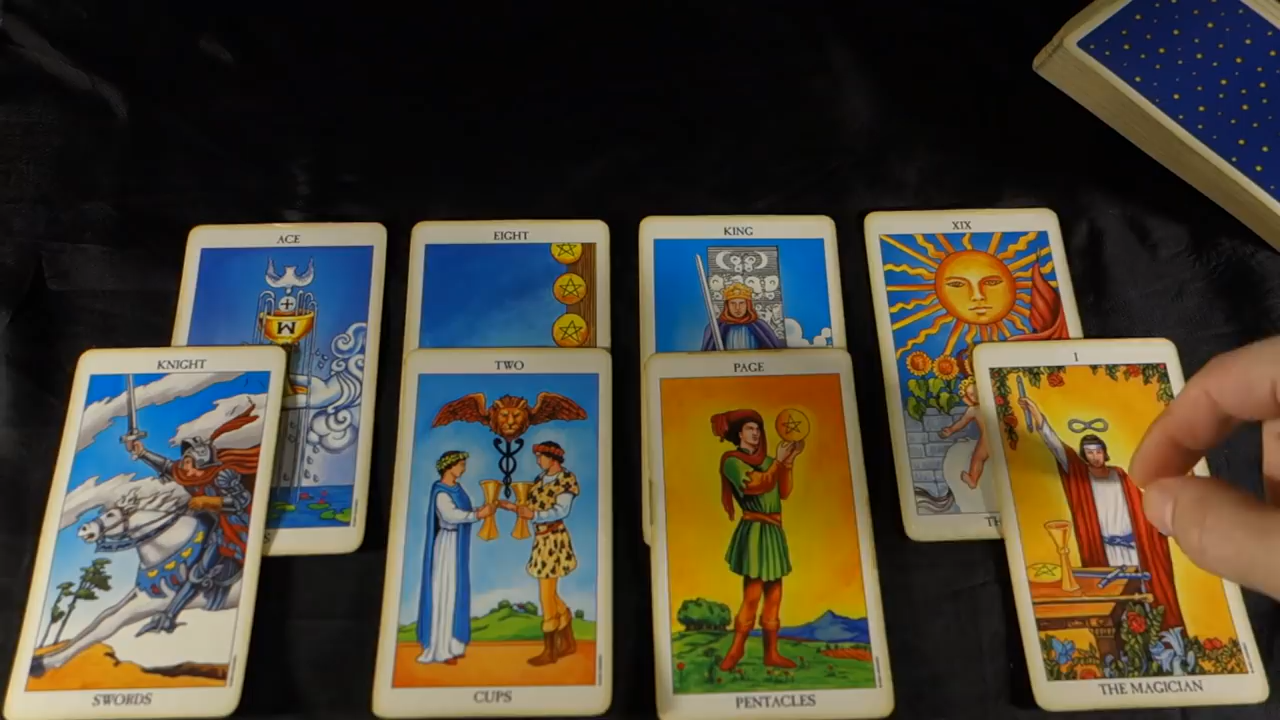 ACE
EIGHT
KING
XIX
KNIGHT
TWO
PAGE
I
M
SWORDS
CUPS
PENTACLES
THE MAGICIAN